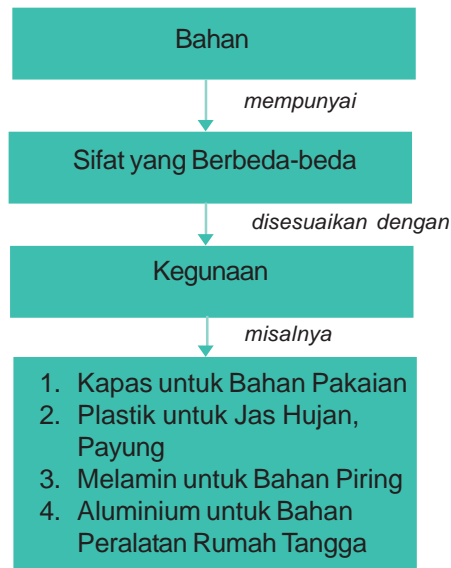 Bahan
mempunyai
Sifat yang Berbeda-beda
disesuaikan dengan
Kegunaan
misalnya
1. Kapas untuk Bahan Pakaian
2. Plastik untuk Jas Hujan,
Payung
3. Melamin untuk Bahan Piring
4. Aluminium untuk Bahan
Peralatan Rumah Tangga